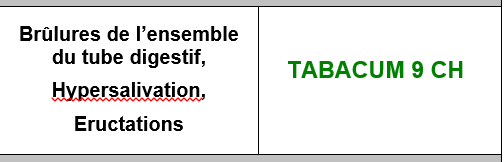 Brûlures de l’ensemble
du tube digestif,
Hypersalivation,
Eructations
TABACUM 9 CH